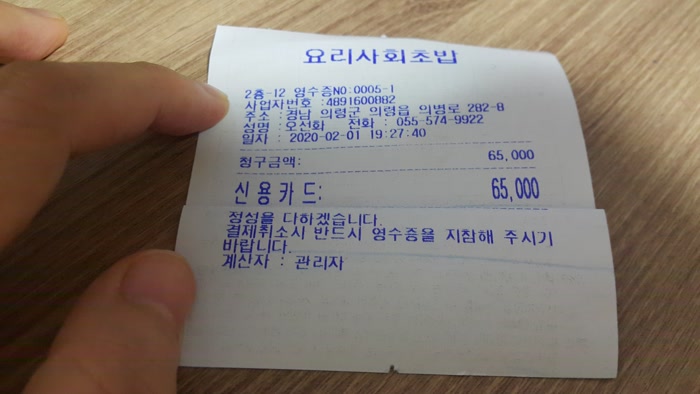 요리사회초밥
2층-12 영수증NO:0005-1
사업자번호 :4891600882
주소 :경남 의령군 의령읍 의병로 282-8
성명 :오선화 전화 : 055-574-9922
일자 : 2020-02-01 19:27:40
청구금액: 65,000
신용카드: 65,000
정성을 다하겠습니다.
결제취소시 반드시 영수증을 지참해 주시기
바랍니다.
계산자 : 관리자